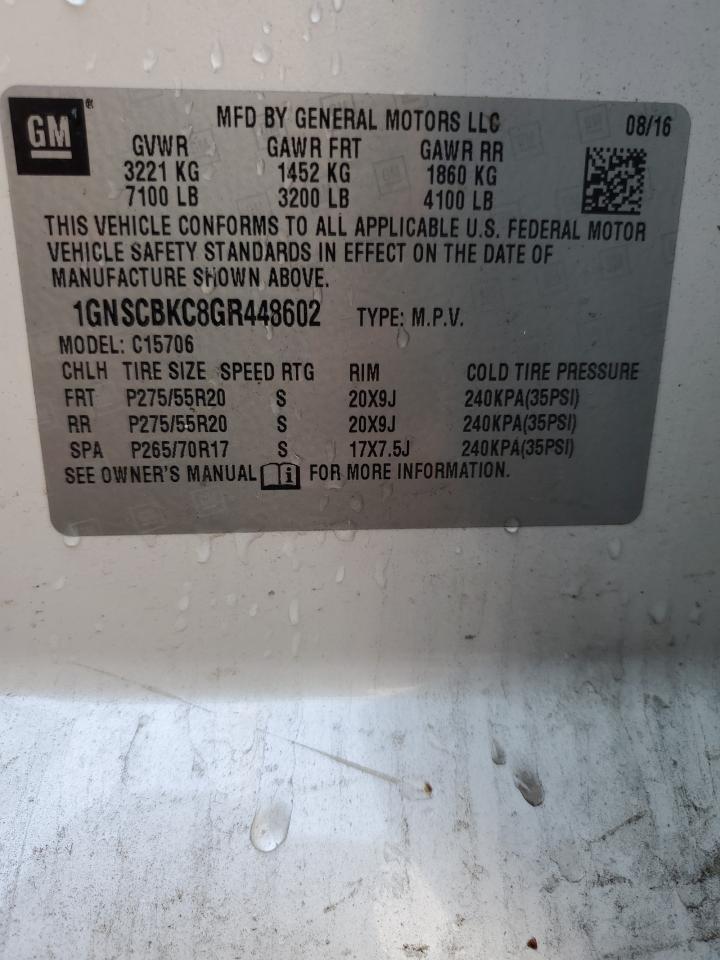 GM®
MFD BY GENERAL MOTORS LLC 08/16
GVWR GAWR FRT GAWR RR
3221 KG 1452 KG 1860 KG
7100 LB 3200 LB 4100 LB
THIS VEHICLE CONFORMS TO ALL APPLICABLE U.S. FEDERAL MOTOR
VEHICLE SAFETY STANDARDS IN EFFECT ON THE DATE OF
MANUFACTURE SHOWN ABOVE.
1GNSCBKC8GR448602 TYPE: M.P.V.
MODEL: C15706
CHLH TIRE SIZE SPEED RTG RIM COLD TIRE PRESSURE
FRT P275/55R20 S 20X9J 240KPA(35PSI)
RR P275/55R20 S 20X9J 240KPA(35PSI)
SPA P265/70R17 S 17X7.5J 240KPA(35PSI)
SEE OWNER'S MANUAL i FOR MORE INFORMATION.